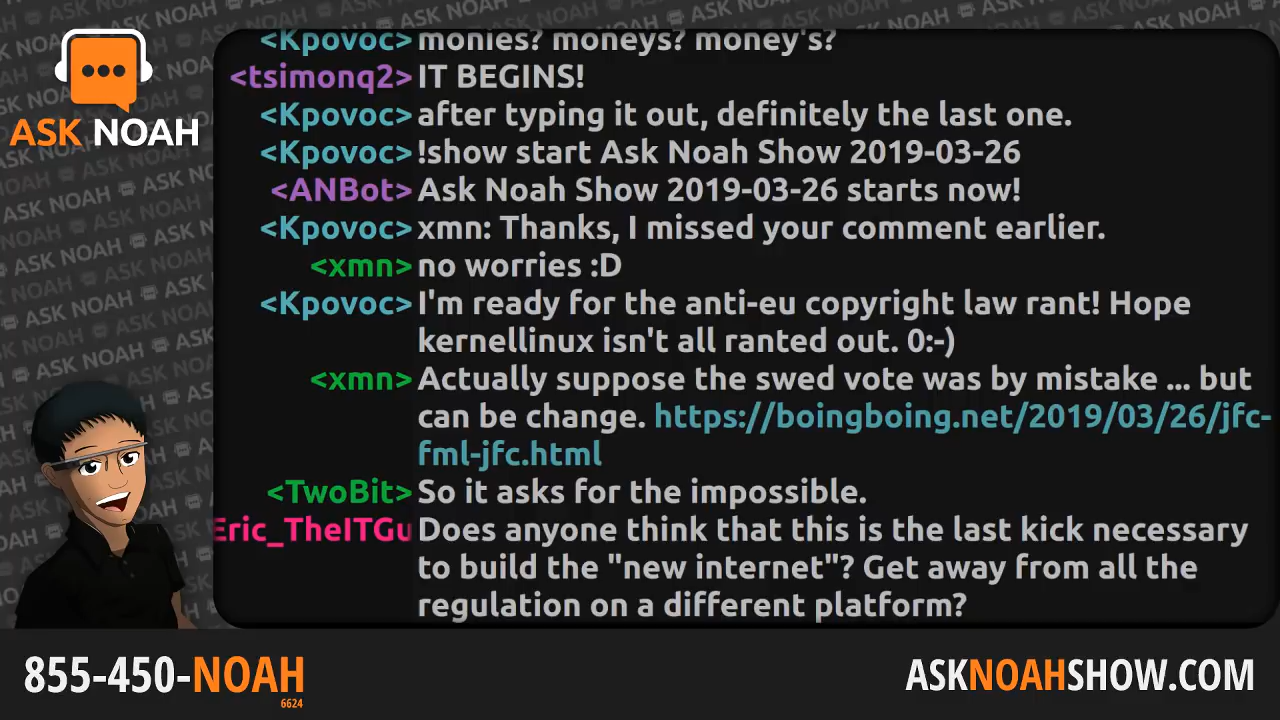 <Kpovoc> monies? moneys? money's?
<tsimonq2> IT BEGINS!
<Kpovoc> after typing it out, definitely the last one.
<Kpovoc> !show start Ask Noah Show 2019-03-26
<ANBot> Ask Noah Show 2019-03-26 starts now!
<Kpovoc> xmn: Thanks, I missed your comment earlier.
<xmn> no worries :D
<Kpovoc> I'm ready for the anti-eu copyright law rant! Hope
kernellinux isn't all ranted out. 0:-)
<xmn> Actually suppose the swed vote was by mistake ... but
can be change. https://boingboing.net/2019/03/26/jfc-
fml-jfc.html
<TwoBit> So it asks for the impossible.
Eric_TheITGu Does anyone think that this is the last kick necessary
to build the "new internet"? Get away from all the
regulation on a different platform?
ASK NOAH
855-450-NOAH
6624
ASKNOAHSHOW.COM